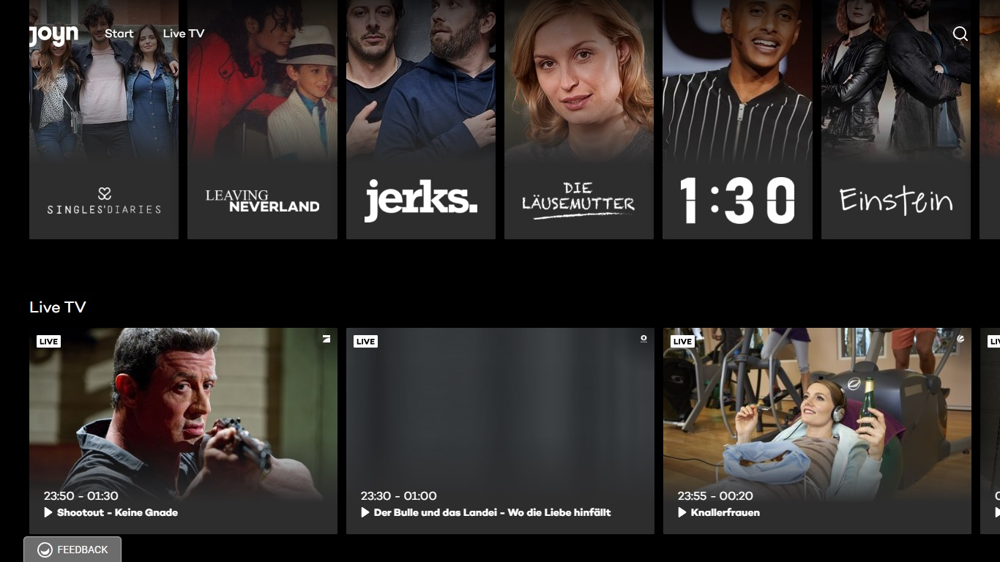 joyn
Start
Live TV
SINGLES'DIARIES
LEAVING
NEVERLAND
jerks.
DIE
LÄUSEMUTTER
1:30
Einstein
Live TV
LIVE
23:50 - 01:30
Shootout - Keine Gnade
LIVE
23:30 - 01:00
Der Bulle und das Landei - Wo die Liebe hinfällt
LIVE
23:55 - 00:20
Knallerfrauen
FEEDBACK